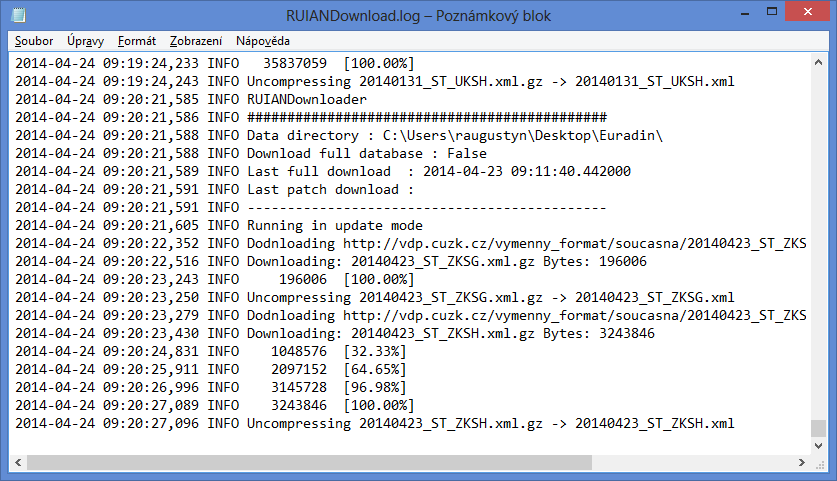 RUIANDownload.log – Poznámkový blok
Soubor Úpravy Formát Zobrazení Nápověda
2014-04-24 09:19:24,233 INFO   35837059  [100.00%]
2014-04-24 09:19:24,243 INFO Uncompressing 20140131_ST_UKSH.xml.gz -> 20140131_ST_UKSH.xml
2014-04-24 09:20:21,585 INFO RUIANDownloader
2014-04-24 09:20:21,586 INFO #############################################
2014-04-24 09:20:21,588 INFO Data directory : C:\Users\raugustyn\Desktop\Euradin\
2014-04-24 09:20:21,588 INFO Download full database : False
2014-04-24 09:20:21,589 INFO Last full download  : 2014-04-23 09:11:40.442000
2014-04-24 09:20:21,591 INFO Last patch download :
2014-04-24 09:20:21,591 INFO ---------------------------------------------
2014-04-24 09:20:21,605 INFO Running in update mode
2014-04-24 09:20:22,352 INFO Dodnloading http://vdp.cuzk.cz/vymenny_format/soucasna/20140423_ST_ZKS
2014-04-24 09:20:22,516 INFO Downloading: 20140423_ST_ZKSG.xml.gz Bytes: 196006
2014-04-24 09:20:23,243 INFO     196006  [100.00%]
2014-04-24 09:20:23,250 INFO Uncompressing 20140423_ST_ZKSG.xml.gz -> 20140423_ST_ZKSG.xml
2014-04-24 09:20:23,279 INFO Dodnloading http://vdp.cuzk.cz/vymenny_format/soucasna/20140423_ST_ZKS
2014-04-24 09:20:23,430 INFO Downloading: 20140423_ST_ZKSH.xml.gz Bytes: 3243846
2014-04-24 09:20:24,831 INFO    1048576  [32.33%]
2014-04-24 09:20:25,911 INFO    2097152  [64.65%]
2014-04-24 09:20:26,996 INFO    3145728  [96.98%]
2014-04-24 09:20:27,089 INFO    3243846  [100.00%]
2014-04-24 09:20:27,096 INFO Uncompressing 20140423_ST_ZKSH.xml.gz -> 20140423_ST_ZKSH.xml